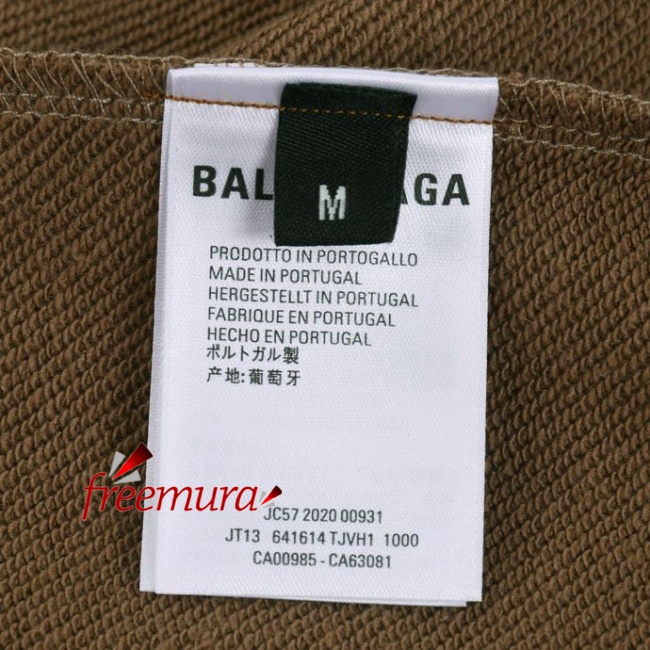 BAL AGA
M
PRODOTTO IN PORTOGALLO
MADE IN PORTUGAL
HERGESTELLT IN PORTUGAL
FABRIQUE EN PORTUGAL
HECHO EN PORTUGAL
ポルトガル製
产地:葡萄牙
freemura
JC57 2020 00931
JT13 641614 TJVH1 1000
CA00985 - CA63081